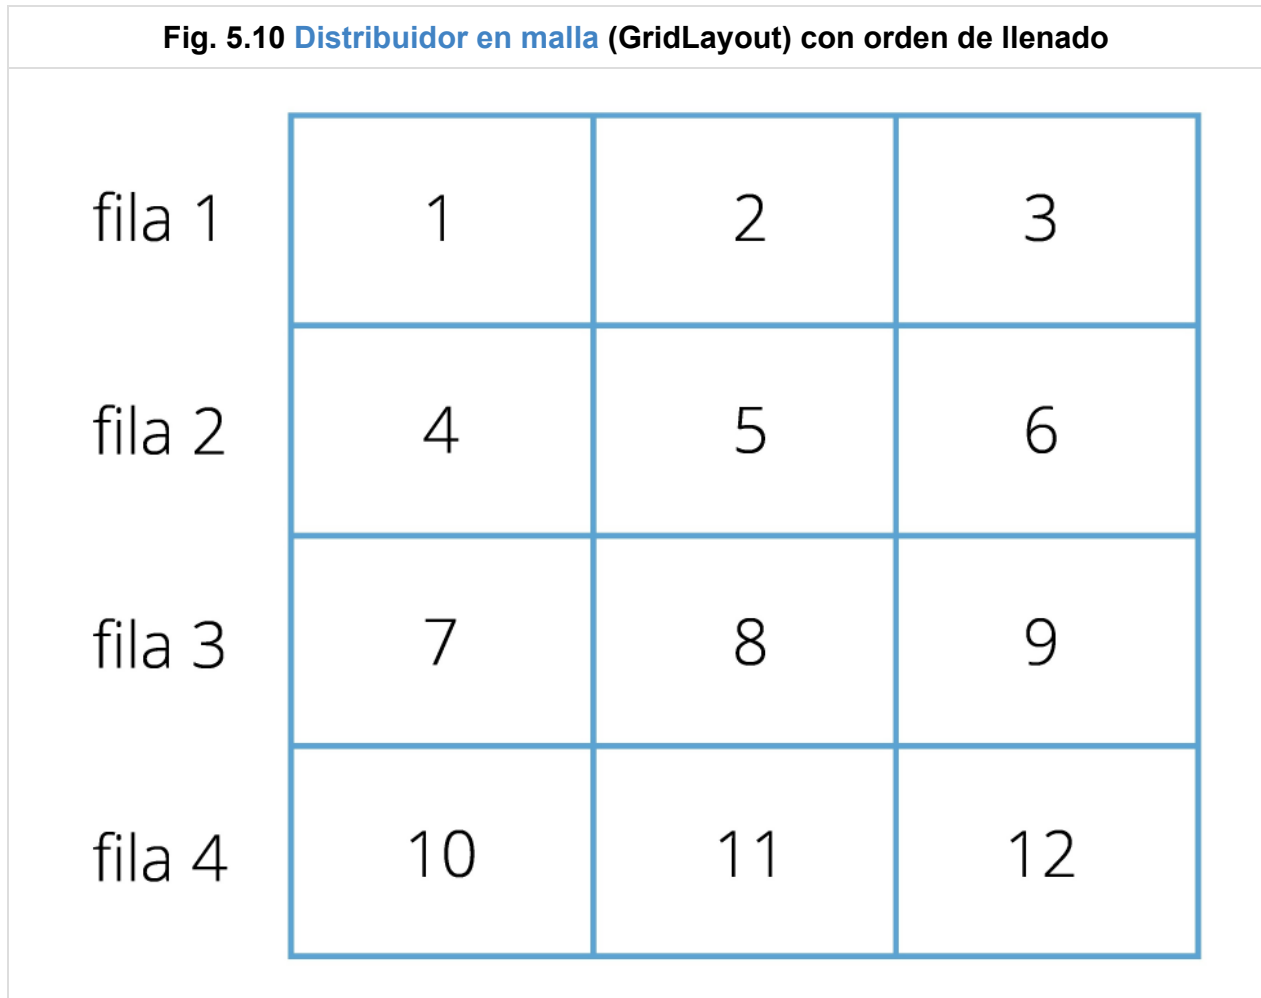 Fig. 5.10 Distribuidor en malla (GridLayout) con orden de llenado
fila 1 1 2 3
fila 2 4 5 6
fila 3 7 8 9
fila 4 10 11 12